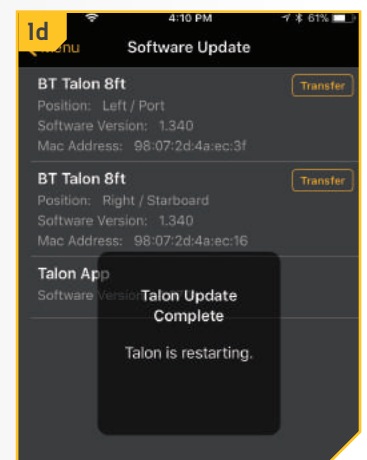 1d
4:10 PM
61%
Menu
Software Update
BT Talon 8ft
Transfer
Position: Left / Port
Software Version: 1.340
Mac Address: 98:07:2d:4a:ec:3f
BT Talon 8ft
Transfer
Position: Right / Starboard
Software Version: 1.340
Mac Address: 98:07:2d:4a:ec:16
Talon App
Software Version
Talon Update
Complete
Talon is restarting.